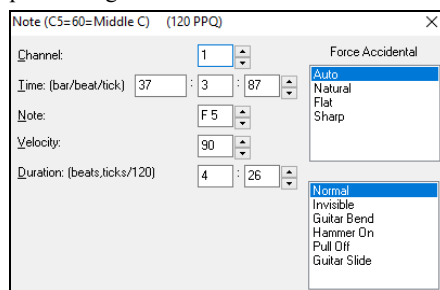 Note (C5=60=Middle C) (120 PPQ)
Channel: 1
Force Accidental
Time: (bar/beat/tick) 37 : 3 : 87
Note: F 5
Velocity: 90
Duration: (beats,ticks/120) 4 : 26
Auto
Natural
Flat
Sharp
Normal
Invisible
Guitar Bend
Hammer On
Pull Off
Guitar Slide